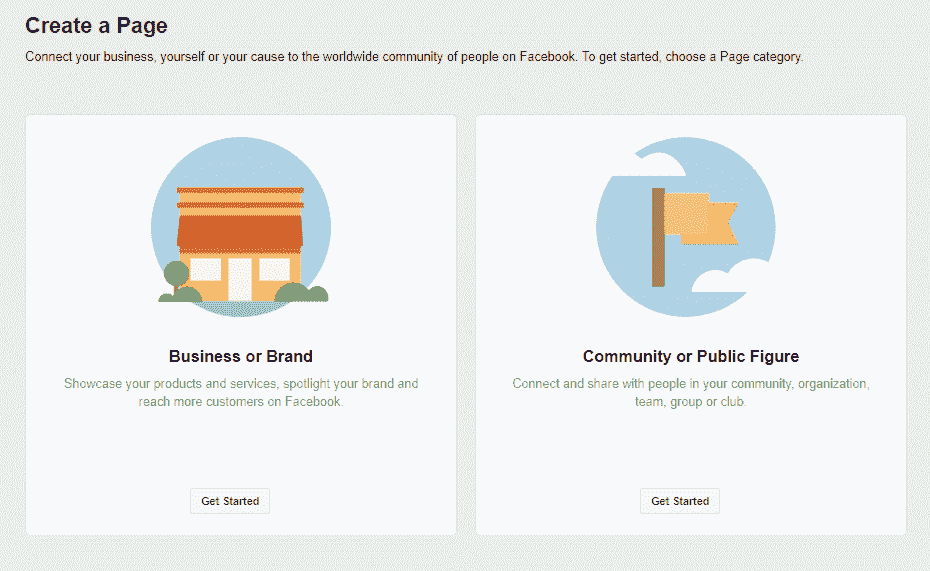 Create a Page
Connect your business, yourself or your cause to the worldwide community of people on Facebook. To get started, choose a Page category.
Business or Brand
Showcase your products and services, spotlight your brand and
reach more customers on Facebook.
Get Started
Community or Public Figure
Connect and share with people in your community, organization,
team, group or club.
Get Started